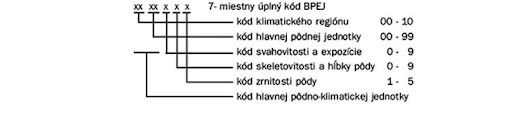 xx xx x x x 7- miestny úplný kód BPEJ
kód klimatického regiónu 00 - 10
kód hlavnej pôdnej jednotky 00 - 99
kód svahovitosti a expozície 0 - 9
kód skeletovitosti a hĺbky pôdy 0 - 9
kód zrnitosti pôdy 1 - 5
kód hlavnej pôdno-klimatickej jednotky